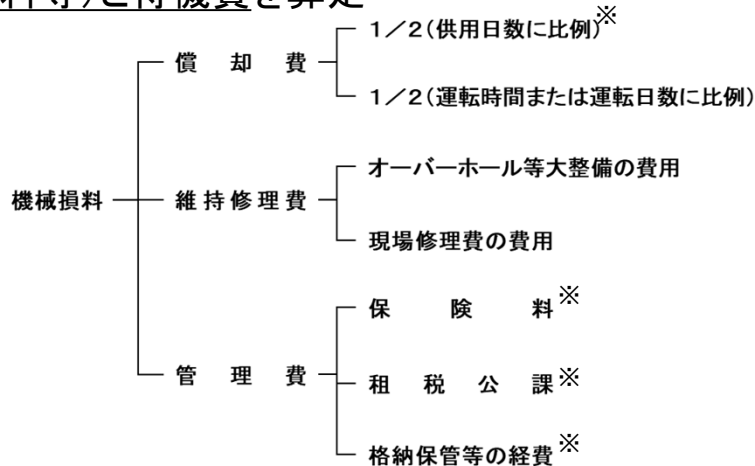 料等)と待機費を算定
機械損料
償却費
1／2(供用日数に比例)※
1／2(運転時間または運転日数に比例)
維持修理費
オーバーホール等大整備の費用
現場修理費の費用
管理費
保険料※
租税公課※
格納保管等の経費※